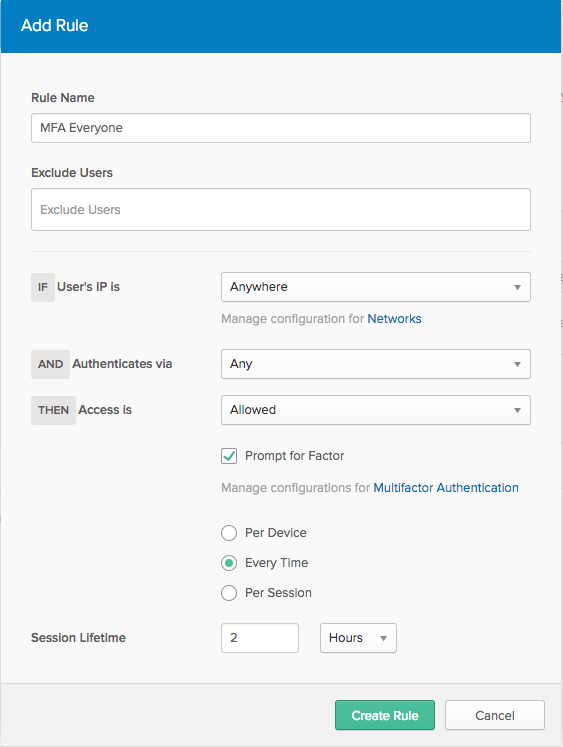 Add Rule
Rule Name
MFA Everyone
Exclude Users
Exclude Users
IF User's IP is Anywhere
Manage configuration for Networks
AND Authenticates via Any
THEN Access is Allowed
Prompt for Factor
Manage configurations for Multifactor Authentication
Per Device
Every Time
Per Session
Session Lifetime 2 Hours
Create Rule Cancel